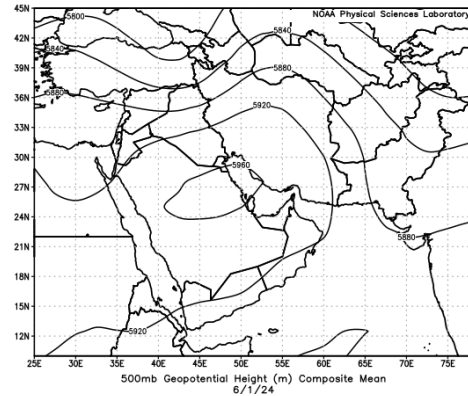 NOAA Physical Sciences Laboratory
45N
42N
39N
36N
33N
30N
27N
24N
21N
18N
15N
12N
5800
5840
5840
5880
5880
5920
5960
5880
5920
25E 30E 35E 40E 45E 50E 55E 60E 65E 70E 75E
500mb Geopotential Height (m) Composite Mean
6/1/24